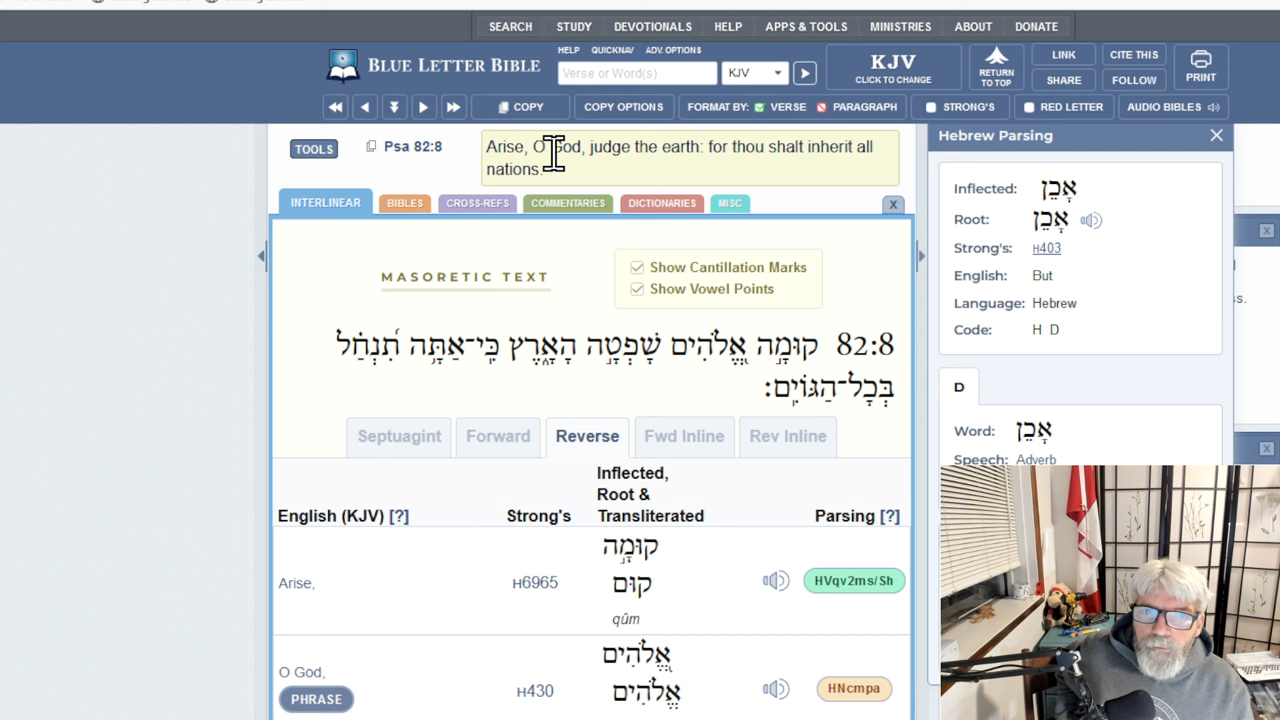 SEARCH STUDY DEVOTIONALS HELP APPS & TOOLS MINISTRIES ABOUT DONATE
BLUE LETTER BIBLE
HELP QUICKNAV ADV. OPTIONS
Verse or Word(s) KJV
KJV
CLICK TO CHANGE
RETURN
TO TOP
LINK CITE THIS
SHARE FOLLOW
PRINT
COPY COPY OPTIONS FORMAT BY: VERSE PARAGRAPH STRONG'S RED LETTER AUDIO BIBLES
TOOLS Psa 82:8 Arise, O God, judge the earth: for thou shalt inherit all
nations.
INTERLINEAR BIBLES CROSS-REFS COMMENTARIES DICTIONARIES MISC X
MASORETIC TEXT
Show Cantillation Marks
Show Vowel Points
82:8 קוּמָ֣ה אֱ֭לֹהִים שָׁפְטָ֣ה הָאָ֑רֶץ כִּֽי־אַתָּ֥ה תִ֝נְחַ֗ל
בְּכָל־הַגּוֹיִֽם׃
Septuagint Forward Reverse Fwd Inline Rev Inline
English (KJV) [?] Strong's Inflected,
Root &
Transliterated Parsing [?]
קוּמָ֣ה
Arise, H6965 קוּם HVqv2ms/Sh
qûm
אֱ֭לֹהִים
O God,
PHRASE H430 אֱלֹהִים HNcmpa
Hebrew Parsing
Inflected: אָכֵן
Root: אָכֵן
Strong's: H403
English: But
Language: Hebrew
Code: H D
D
Word: אָכֵן
Speech: Adverb
x
s.
x